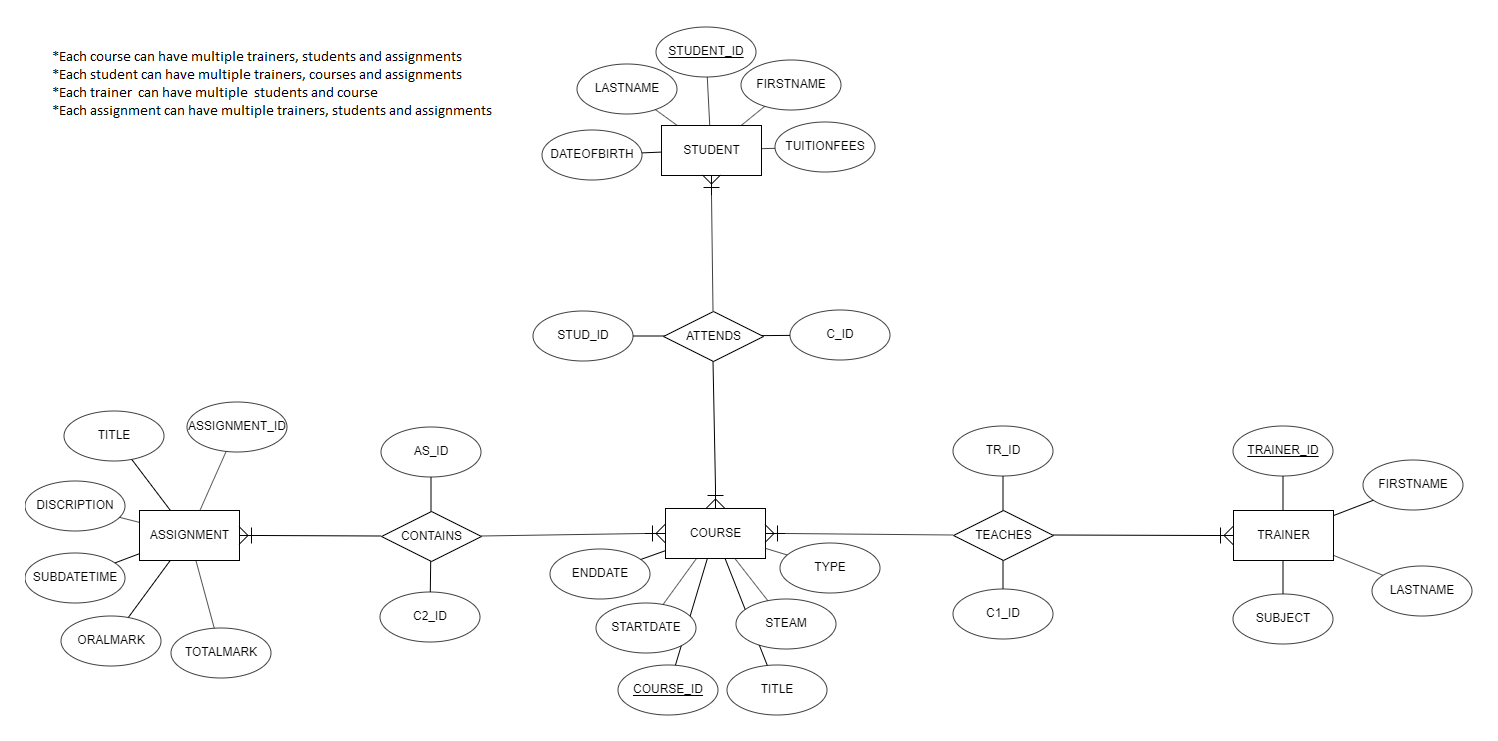 *Each course can have multiple trainers, students and assignments
*Each student can have multiple trainers, courses and assignments
*Each trainer can have multiple students and course
*Each assignment can have multiple trainers, students and assignments
STUDENT_ID
LASTNAME
FIRSTNAME
DATEOFBIRTH
STUDENT
TUITIONFEES
STUD_ID
ATTENDS
C_ID
TITLE
ASSIGNMENT_ID
DISCRIPTION
ASSIGNMENT
SUBDATETIME
ORALMARK
TOTALMARK
AS_ID
CONTAINS
C2_ID
COURSE
ENDDATE
TYPE
STARTDATE
STEAM
COURSE_ID
TITLE
TR_ID
TEACHES
C1_ID
TRAINER_ID
FIRSTNAME
TRAINER
LASTNAME
SUBJECT